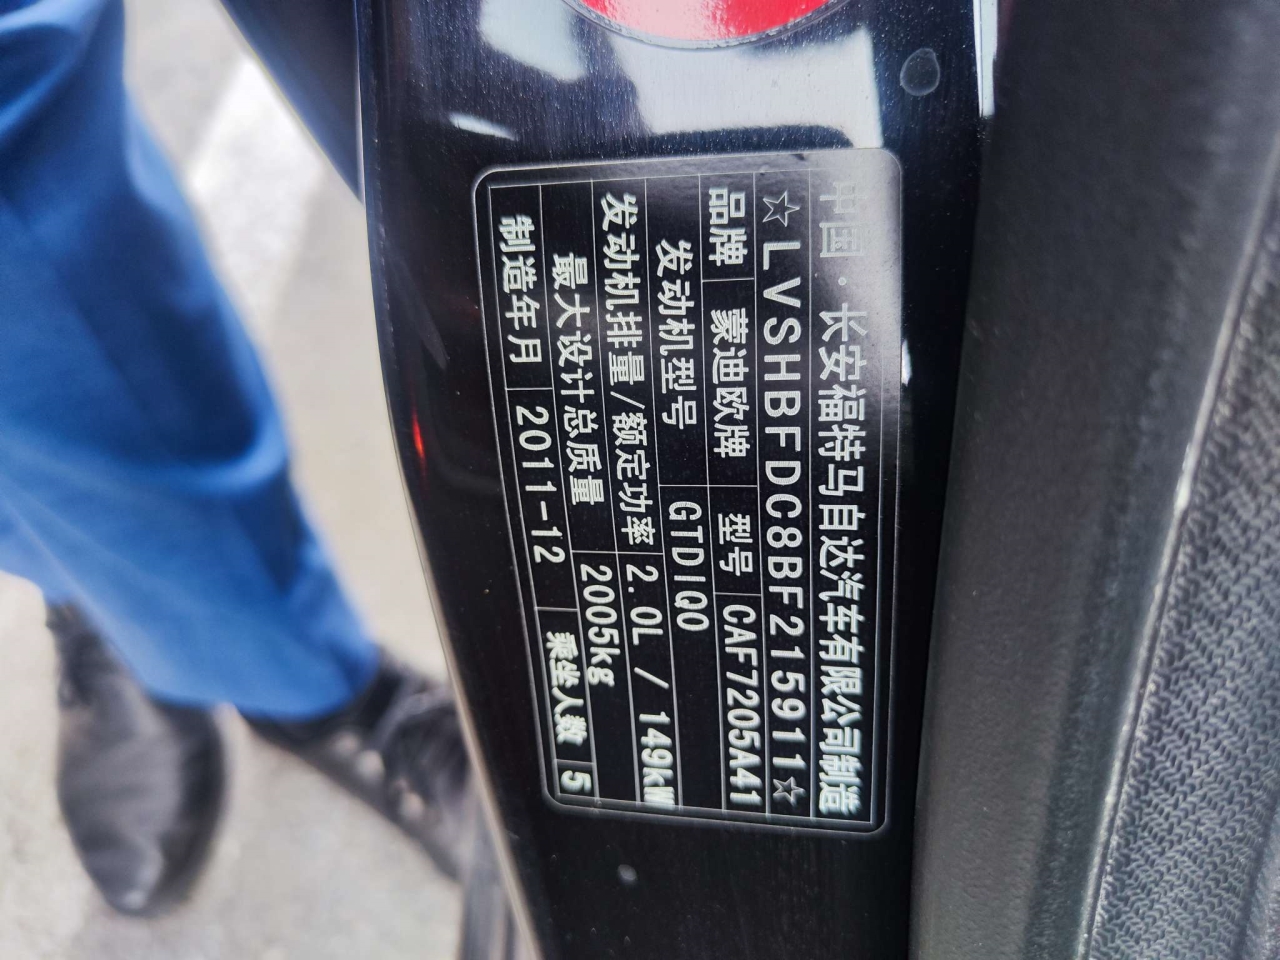 中国·长安福特马自达汽车有限公司制造
☆LVSHBFDC8BF215911☆
品牌 蒙迪欧牌 型号 CAF7205A41
发动机型号 GTDIQ0
发动机排量/额定功率 2.0L / 149kW
最大设计总质量 2005kg
制造年月 2011-12 乘坐人数 5